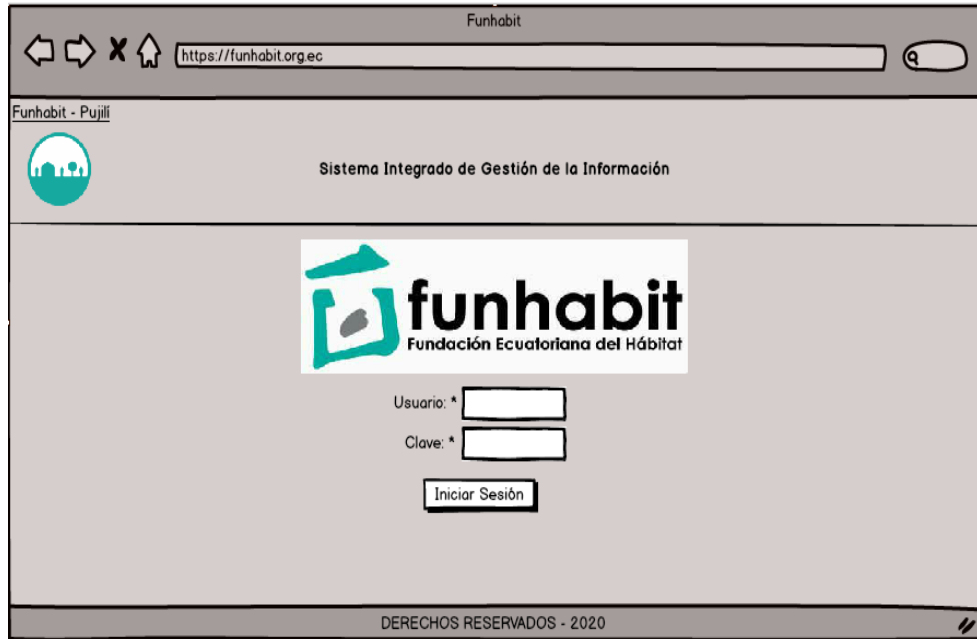 Funhabit
https://funhabit.org.ec
Funhabit - Pujilí
Sistema Integrado de Gestión de la Información
funhabit
Fundación Ecuatoriana del Hábitat
Usuario: *
Clave: *
Iniciar Sesión
DERECHOS RESERVADOS - 2020